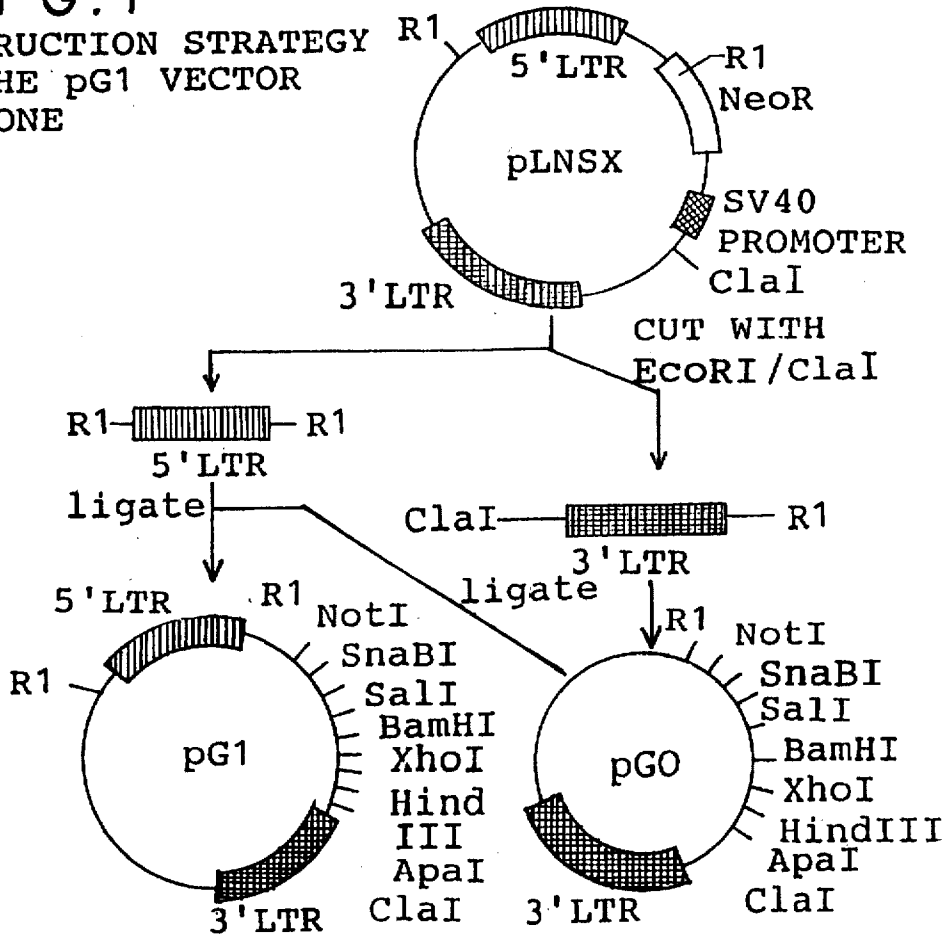 RUCTION STRATEGY
HE pG1 VECTOR
ONE
R1
5'LTR
R1
NeoR
pLNSX
SV40
PROMOTER
ClaI
3'LTR
CUT WITH
EcoRI/ClaI
R1
R1
5'LTR
ligate
ClaI
R1
3'LTR
ligate
5'LTR
R1
R1
NotI
SnaBI
SalI
BamHI
XhoI
Hind
III
ApaI
ClaI
pG1
3'LTR
R1
NotI
SnaBI
SalI
BamHI
XhoI
HindIII
ApaI
ClaI
pGO
3'LTR